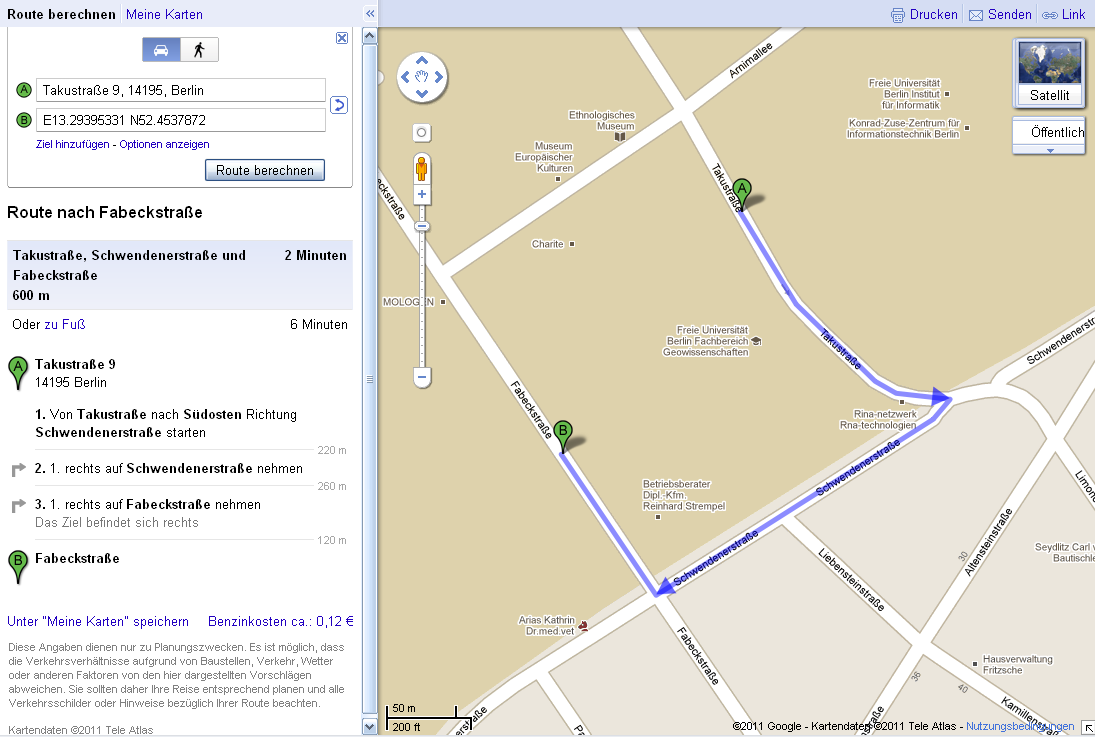 Route berechnen Meine Karten
«
Drucken Senden Link
A Takustraße 9, 14195, Berlin
B E13.29395331 N52.4537872
Ziel hinzufügen - Optionen anzeigen
Route berechnen
Route nach Fabeckstraße
Takustraße, Schwendenerstraße und 2 Minuten
Fabeckstraße
600 m
Oder zu Fuß 6 Minuten
A Takustraße 9
14195 Berlin
1. Von Takustraße nach Südosten Richtung
Schwendenerstraße starten
220 m
2. 1. rechts auf Schwendenerstraße nehmen
260 m
3. 1. rechts auf Fabeckstraße nehmen
Das Ziel befindet sich rechts
120 m
B Fabeckstraße
Unter "Meine Karten" speichern Benzinkosten ca.: 0,12 €
Diese Angaben dienen nur zu Planungszwecken. Es ist möglich, dass
die Verkehrsverhältnisse aufgrund von Baustellen, Verkehr, Wetter
oder anderen Faktoren von den hier dargestellten Vorschlägen
abweichen. Sie sollten daher Ihre Reise entsprechend planen und alle
Verkehrsschilder oder Hinweise bezüglich Ihrer Route beachten.
Kartendaten ©2011 Tele Atlas
Arnimallee
Freie Universität
Berlin Institut
für Informatik
Konrad-Zuse-Zentrum für
Informationstechnik Berlin
Satellit
Öffentlich
Ethnologisches
Museum
Museum
Europäischer
Kulturen
eckstraße
Takustraße
A
Charite
MOLOGEN
Freie Universität
Berlin Fachbereich
Geowissenschaften
Takustraße
Schwendenerst
Fabeckstraße
B
Rina-netzwerk
Rna-technologien
Schwendenerstraße
Betriebsberater
Dipl.-Kfm.
Reinhard Strempel
Schwendenerstraße
Limon
Altensteinstraße
30
Seydlitz Carl v
Bautischle
Liebensteinstraße
Arias Kathrin
Dr.med.vet
Fabeckstraße
Hausverwaltung
Fritzsche
36
40
Kamillenstraße
50 m
200 ft
straße
P
straße
©2011 Google - Kartendaten ©2011 Tele Atlas - Nutzungsbedingungen